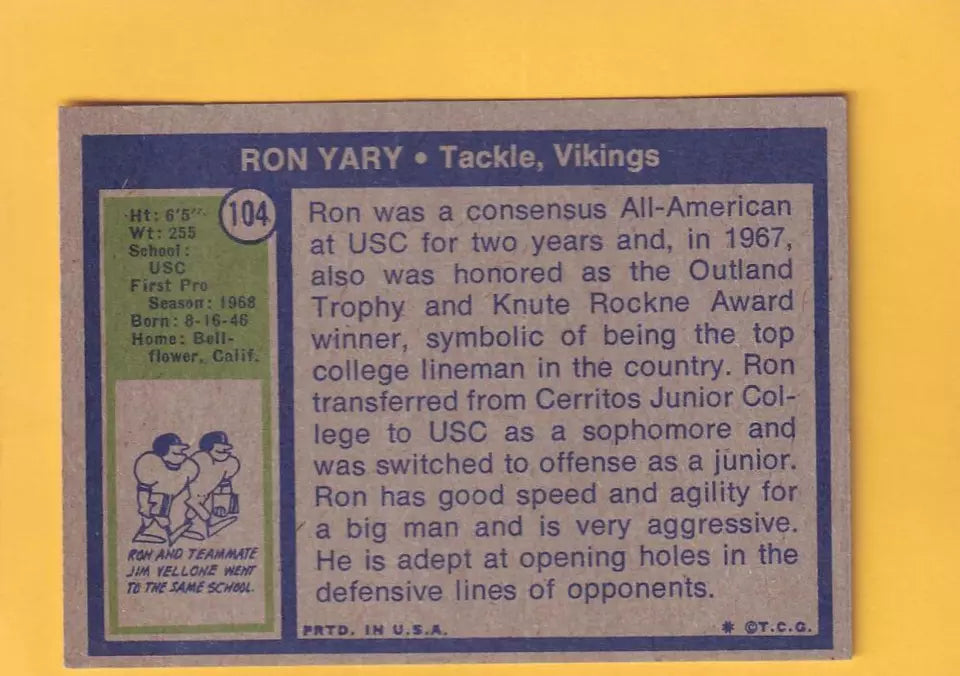 RON YARY • Tackle, Vikings
104
Ht: 6'5"
Wt: 255
School:
USC
First Pro
Season: 1968
Born: 8-16-46
Home: Bell-
flower, Calif.
RON AND TEAMMATE
JIM VELLONE WENT
TO THE SAME SCHOOL.
Ron was a consensus All-American
at USC for two years and, in 1967,
also was honored as the Outland
Trophy and Knute Rockne Award
winner, symbolic of being the top
college lineman in the country. Ron
transferred from Cerritos Junior Col-
lege to USC as a sophomore and
was switched to offense as a junior.
Ron has good speed and agility for
a big man and is very aggressive.
He is adept at opening holes in the
defensive lines of opponents.
PRTD. IN U.S.A.
* ©T.C.G.